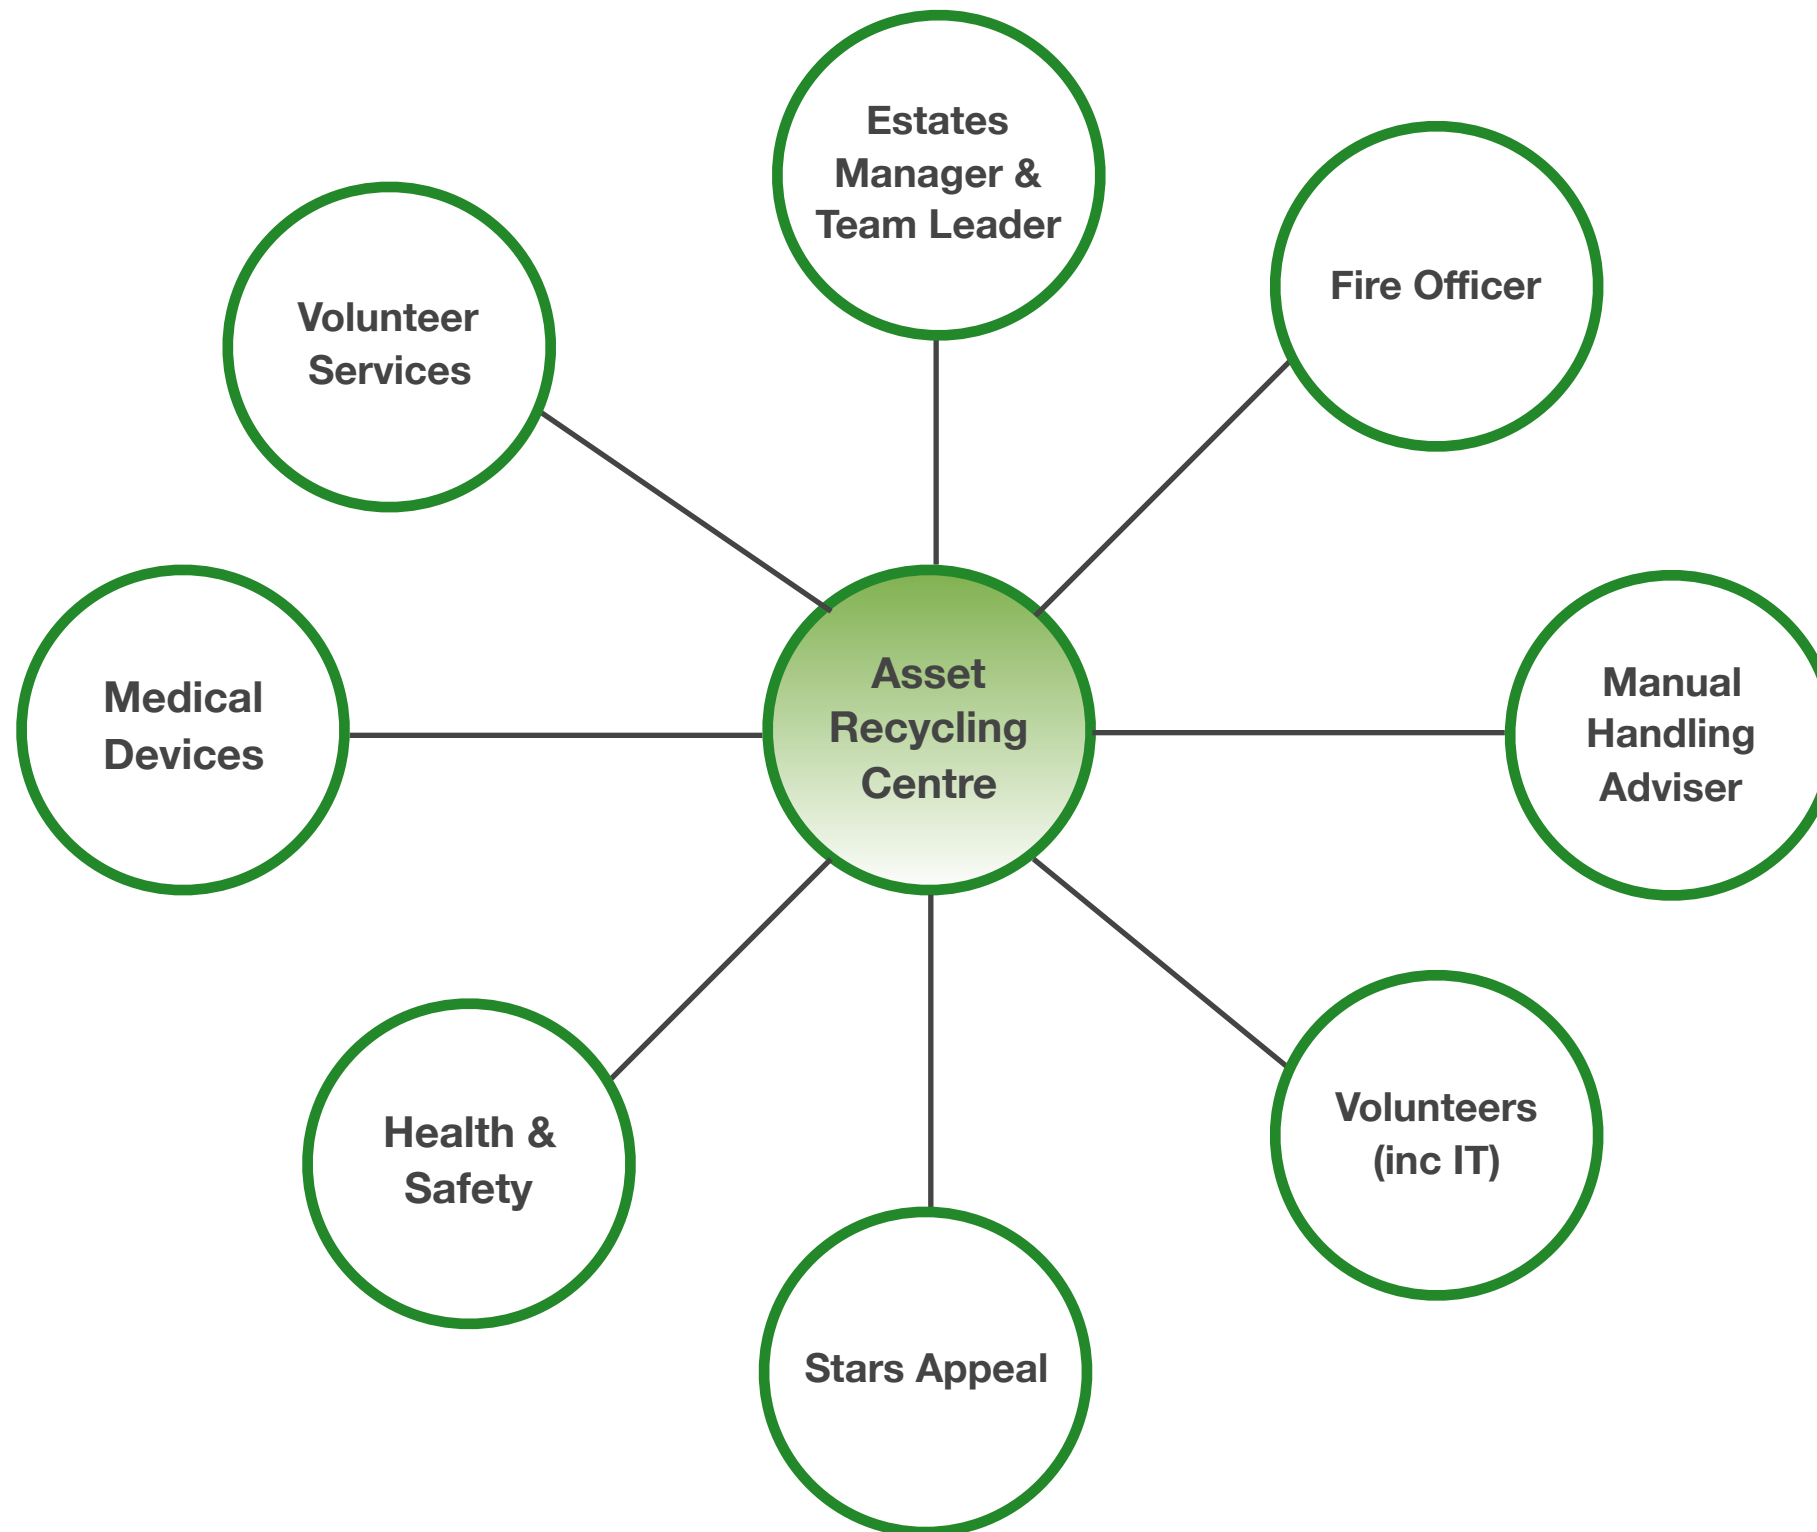 Estates
Manager &
Team Leader
Fire Officer
Volunteer
Services
Asset
Recycling
Centre
Medical
Devices
Manual
Handling
Adviser
Health &
Safety
Volunteers
(inc IT)
Stars Appeal